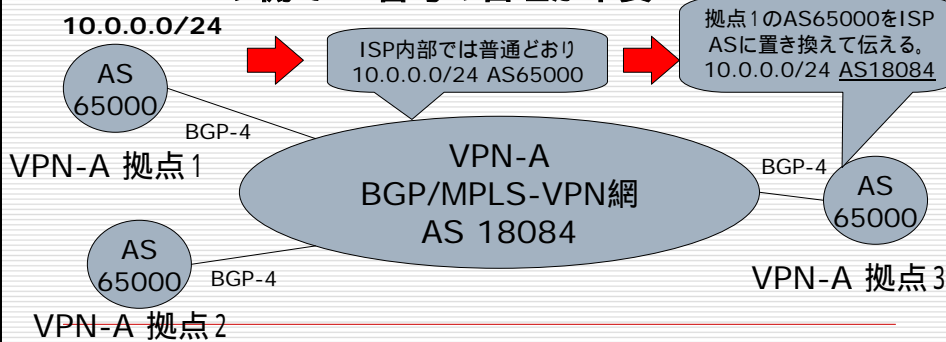 10.0.0.0/24
ISP内部では普通どおり
10.0.0.0/24 AS65000
拠点1のAS65000をISP
ASに置き換えて伝える。
10.0.0.0/24 AS18084
AS
65000
BGP-4
VPN-A 拠点1
VPN-A
BGP/MPLS-VPN網
AS 18084
BGP-4
AS
65000
VPN-A 拠点3
AS
65000
BGP-4
VPN-A 拠点2